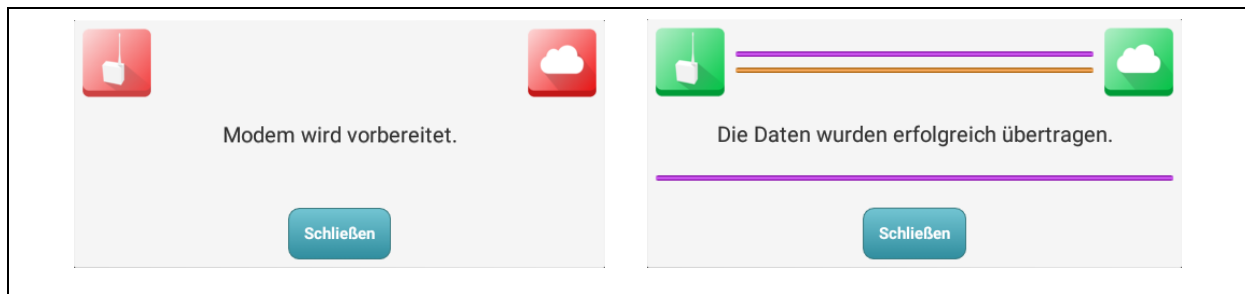 Modem wird vorbereitet.
Schließen
Die Daten wurden erfolgreich übertragen.
Schließen